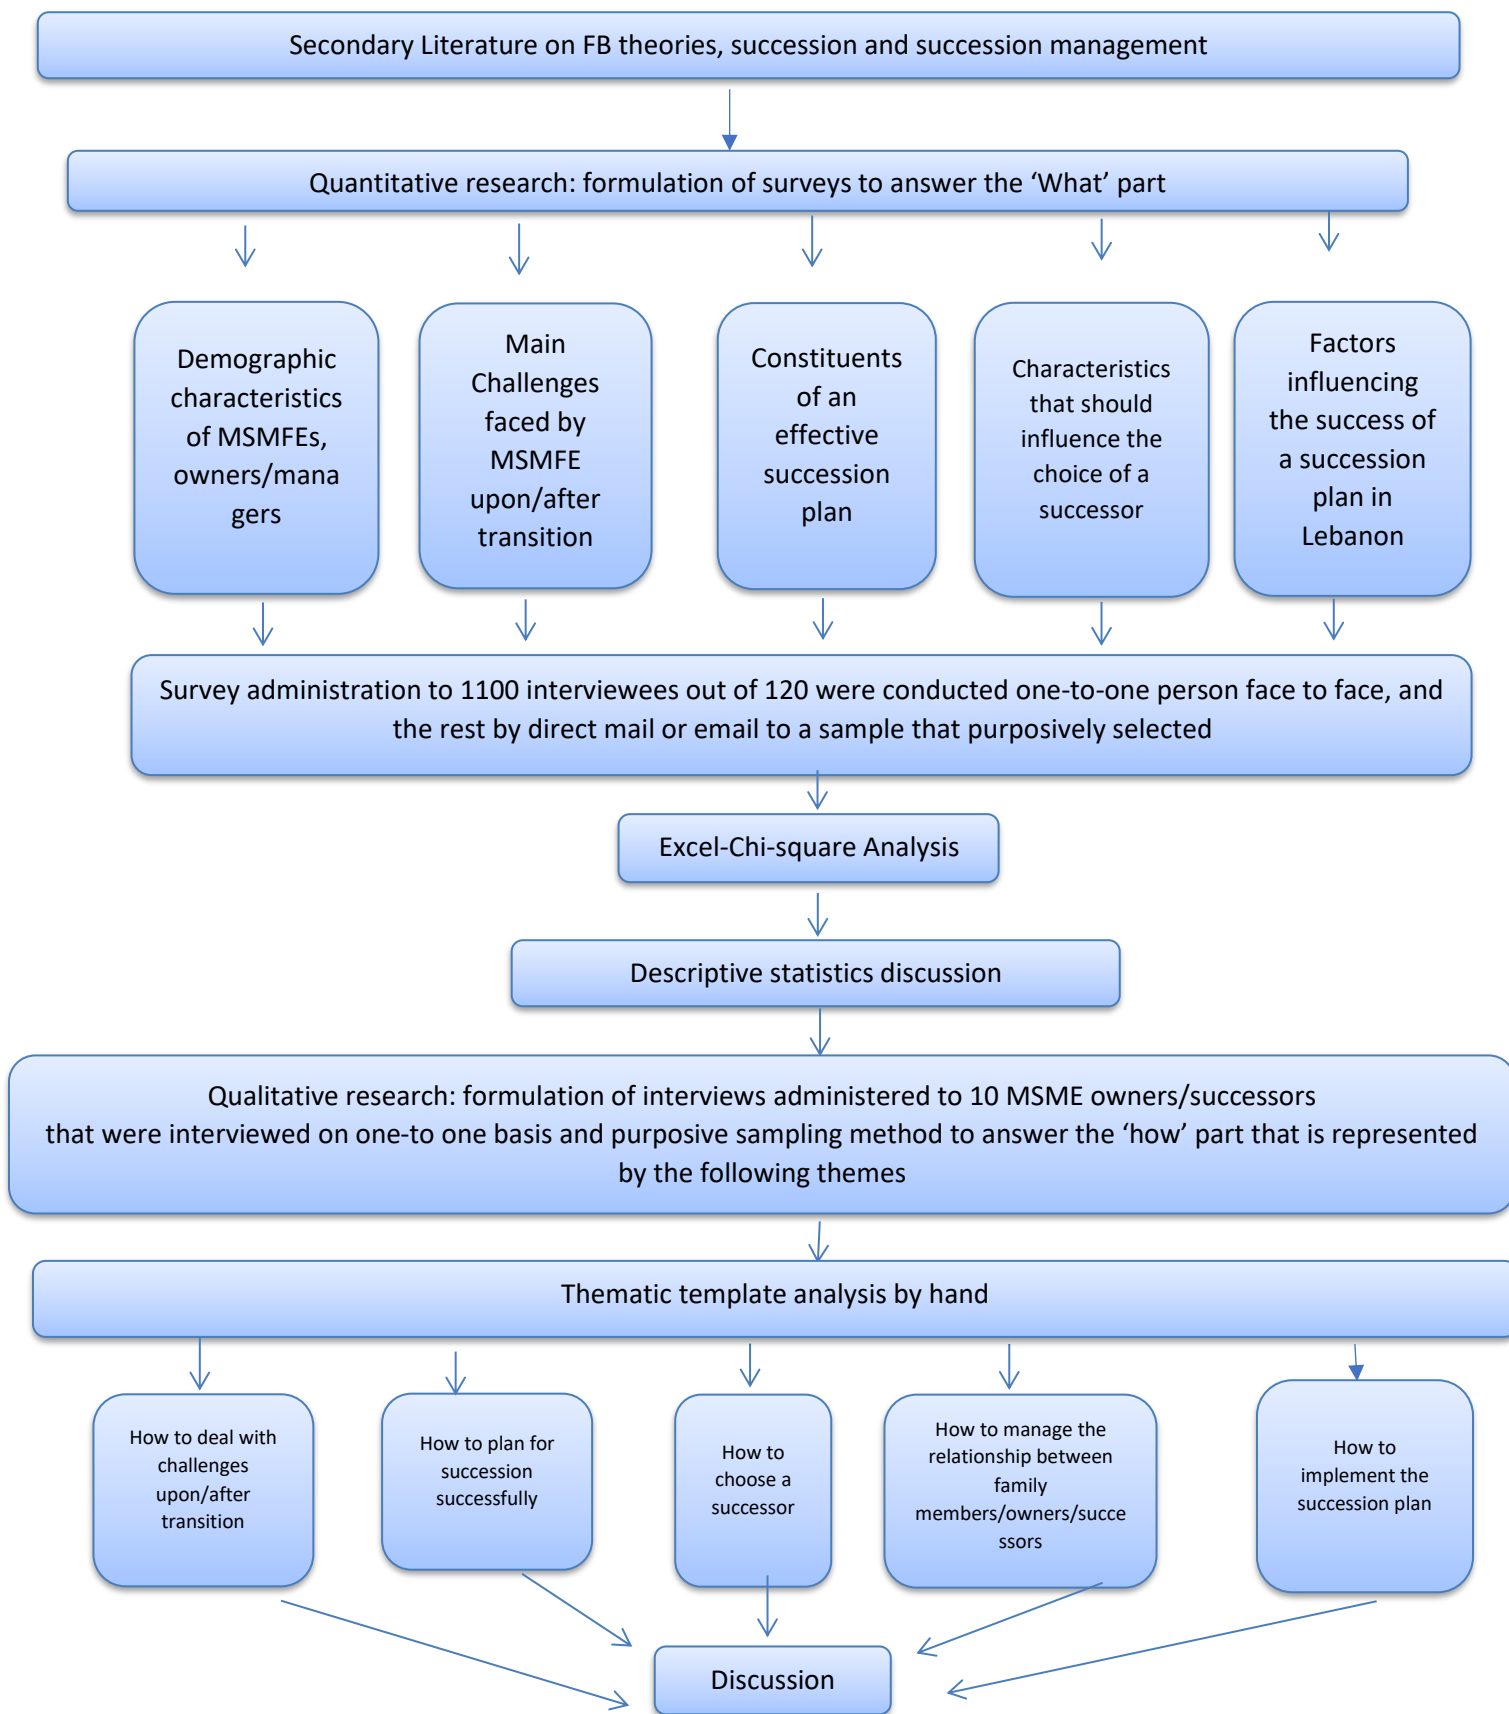 Secondary Literature on FB theories, succession and succession management
Quantitative research: formulation of surveys to answer the ‘What’ part
Demographic
characteristics
of MSMFEs,
owners/mana
gers
Main
Challenges
faced by
MSMFE
upon/after
transition
Constituents
of an
effective
succession
plan
Characteristics
that should
influence the
choice of a
successor
Factors
influencing
the success of
a succession
plan in
Lebanon
Survey administration to 1100 interviewees out of 120 were conducted one-to-one person face to face, and
the rest by direct mail or email to a sample that purposively selected
Excel-Chi-square Analysis
Descriptive statistics discussion
Qualitative research: formulation of interviews administered to 10 MSME owners/successors
that were interviewed on one-to one basis and purposive sampling method to answer the ‘how’ part that is represented
by the following themes
Thematic template analysis by hand
How to deal with
challenges
upon/after
transition
How to plan for
succession
successfully
How to
choose a
successor
How to manage the
relationship between
family
members/owners/succe
ssors
How to
implement the
succession plan
Discussion